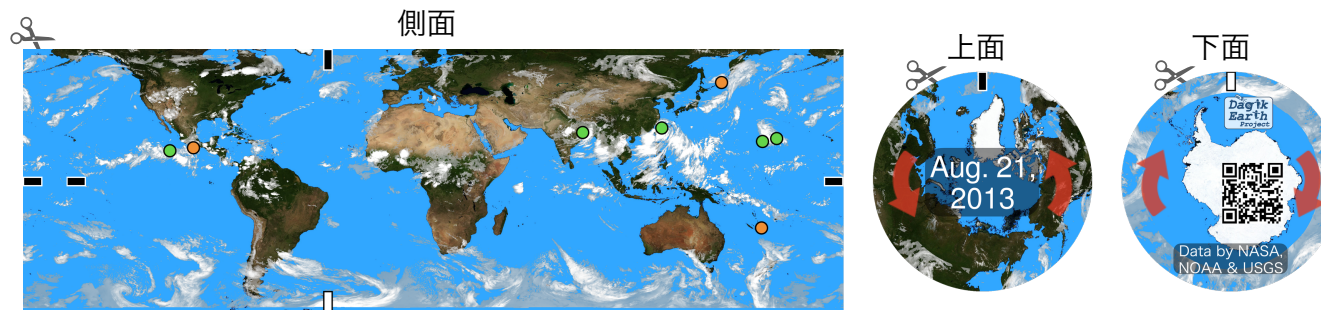 側面
上面
下面
Aug. 21,
2013
Dagik
Earth
Project
Data by NASA,
NOAA & USGS